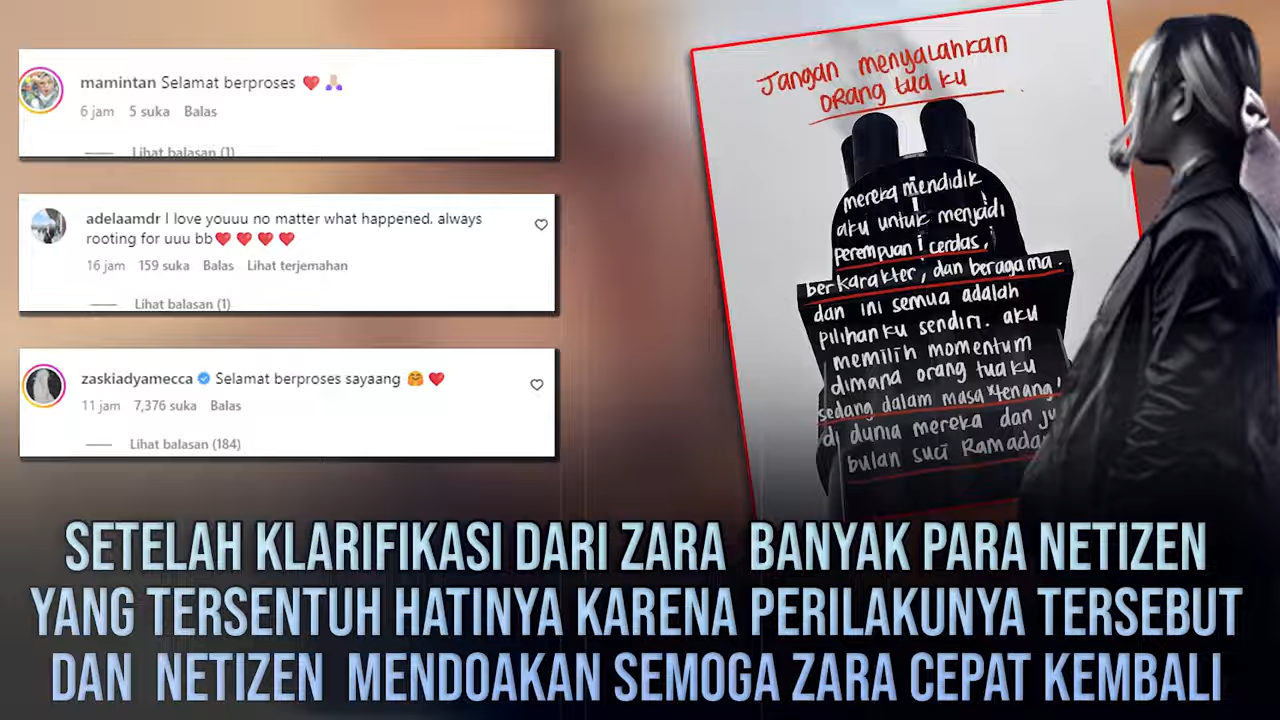 mamintan Selamat berproses ❤️🙏🏼
6 jam 5 suka Balas
Lihat balasan (1)
adelaamdr I love youuu no matter what happened. always
rooting for uuu bb❤️❤️❤️❤️
16 jam 159 suka Balas Lihat terjemahan
Lihat balasan (1)
zaskiadyamecca Selamat berproses sayaang 🤗❤️
11 jam 7,376 suka Balas
Lihat balasan (184)
Jangan menyalahkan
orang tua ku
mereka mendidik
aku untuk menjadi
perempuan cerdas,
berkarakter, dan beragama.
dan ini semua adalah
pilihanku sendiri. aku
memilih momentum
dimana orang tuaku
sedang dalam masa "tenang"
di dunia mereka dan ju
bulan suci Ramadan
SETELAH KLARIFIKASI DARI ZARA BANYAK PARA NETIZEN
YANG TERSENTUH HATINYA KARENA PERILAKUNYA TERSEBUT
DAN NETIZEN MENDOAKAN SEMOGA ZARA CEPAT KEMBALI